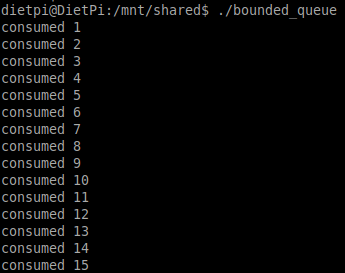 dietpi@DietPi:/mnt/shared$ ./bounded_queue
consumed 1
consumed 2
consumed 3
consumed 4
consumed 5
consumed 6
consumed 7
consumed 8
consumed 9
consumed 10
consumed 11
consumed 12
consumed 13
consumed 14
consumed 15